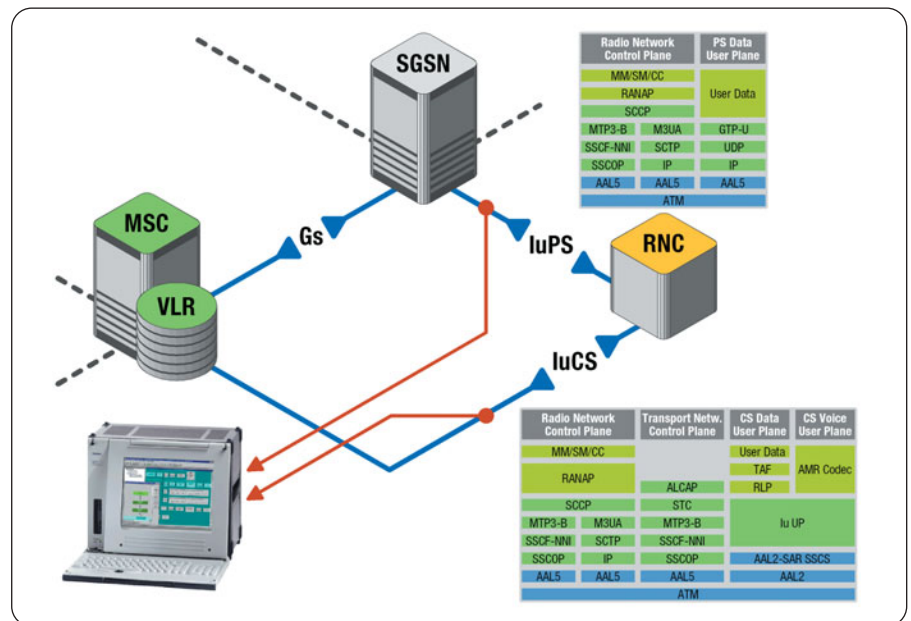 SGSN
Radio Network Control Plane
PS Data User Plane
MM/SM/CC
User Data
RANAP
SCCP
MTP3-B M3UA GTP-U
SSCF-NNI SCTP UDP
SSCOP IP IP
AAL5 AAL5 AAL5
ATM
MSC
Gs
IuPS
RNC
VLR
IuCS
Radio Network Control Plane
Transport Netw. Control Plane
CS Data User Plane
CS Voice User Plane
MM/SM/CC User Data
TAF AMR Codec
RANAP
ALCAP RLP
SCCP STC
MTP3-B M3UA MTP3-B Iu UP
SSCF-NNI SCTP SSCF-NNI
SSCOP IP SSCOP AAL2-SAR SSCS
AAL5 AAL5 AAL5 AAL2
ATM